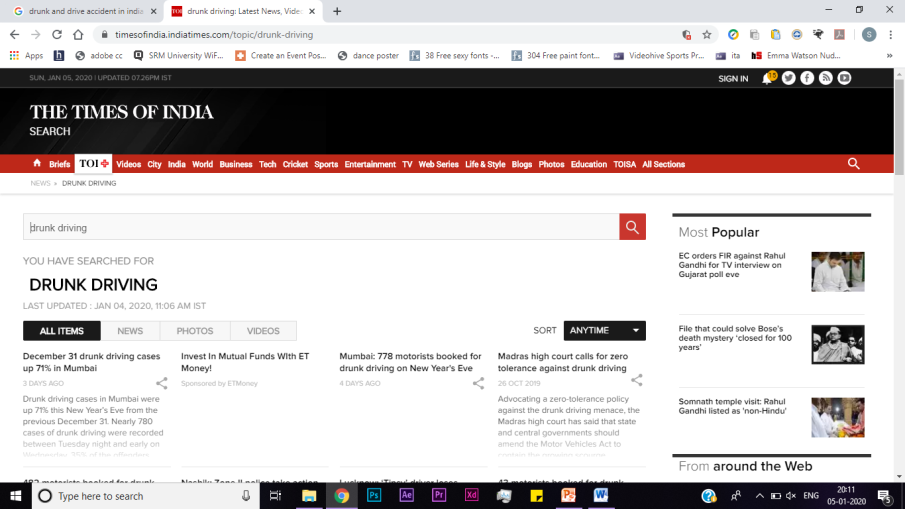 drunk and drive accident in india
drunk driving: Latest News, Video
timesofindia.indiatimes.com/topic/drunk-driving
Apps
adobe cc
SRM University WiF...
Creative an Event Pos...
dance poster
38 Free sexy fonts -...
304 Free paint font...
Videohive Sports Pr...
ita
Emma Watson Nud...
SUN, JAN 05, 2020 | UPDATED 07.26PM IST
SIGN IN
THE TIMES OF INDIA
SEARCH
Briefs TOI+ Videos City India World Business Tech Cricket Sports Entertainment TV Web Series Life & Style Blogs Photos Education TOISA All Sections
NEWS » DRUNK DRIVING
drunk driving
YOU HAVE SEARCHED FOR
DRUNK DRIVING
LAST UPDATED : JAN 04, 2020, 11:06 AM IST
ALL ITEMS NEWS PHOTOS VIDEOS
SORT ANYTIME
December 31 drunk driving cases
up 71% in Mumbai
3 DAYS AGO
Drunk driving cases in Mumbai were
up 71% this New Year's Eve from the
previous December 31. Nearly 780
cases of drunk driving were recorded
between Tuesday night and early on
Wednesday. 35% of the offenders
Invest In Mutual Funds With ET
Money!
Sponsored by ETMoney
Mumbai: 778 motorists booked for
drunk driving on New Year's Eve
4 DAYS AGO
Madras high court calls for zero
tolerance against drunk driving
26 OCT 2019
Advocating a zero-tolerance policy
against the drunk driving menace, the
Madras high court has said that state
and central governments should
amend the Motor Vehicles Act to
contain the growing
Most Popular
EC orders FIR against Rahul
Gandhi for TV interview on
Gujarat poll eve
File that could solve Bose's
death mystery 'closed for 100
years'
Somnath temple visit: Rahul
Gandhi listed as 'non-Hindu'
From around the Web
Type here to search
ENG
20:11
05-01-2020